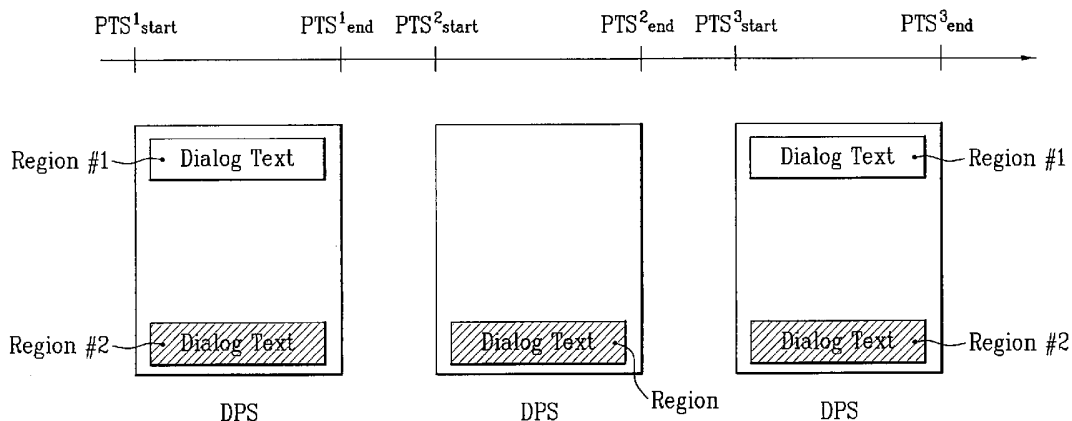 PTS¹start PTS¹end PTS²start PTS²end PTS³start PTS³end
Region #1 Dialog Text Dialog Text Region #1
Region #2 Dialog Text Dialog Text Dialog Text Region #2
Region
DPS DPS DPS